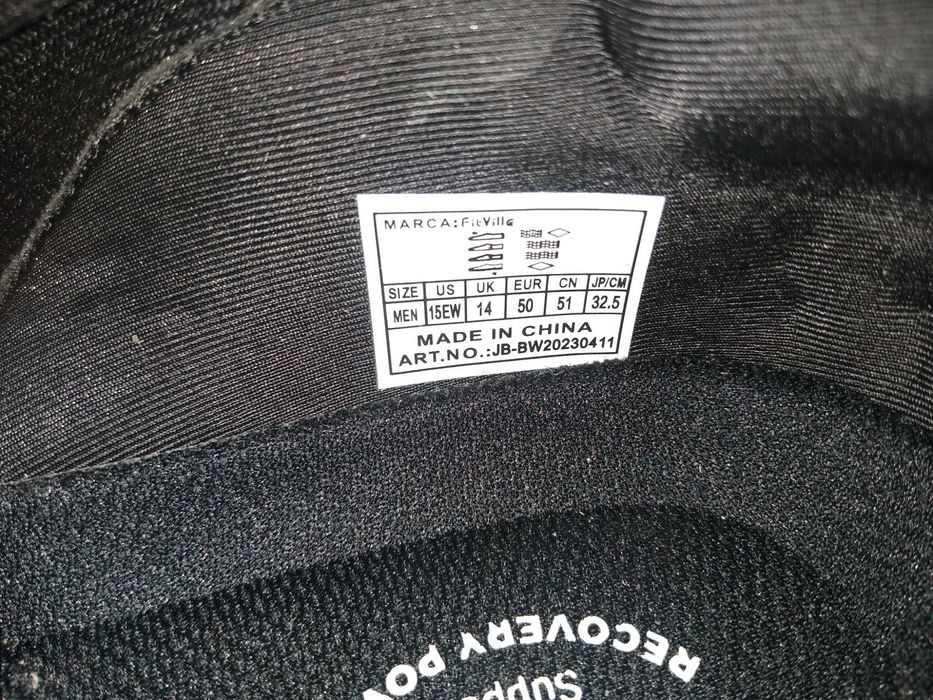 MARCA:FitVille
SIZE US UK EUR CN JP/CM
MEN 15EW 14 50 51 32.5
MADE IN CHINA
ART.NO.:JB-BW20230411
RECOVERY